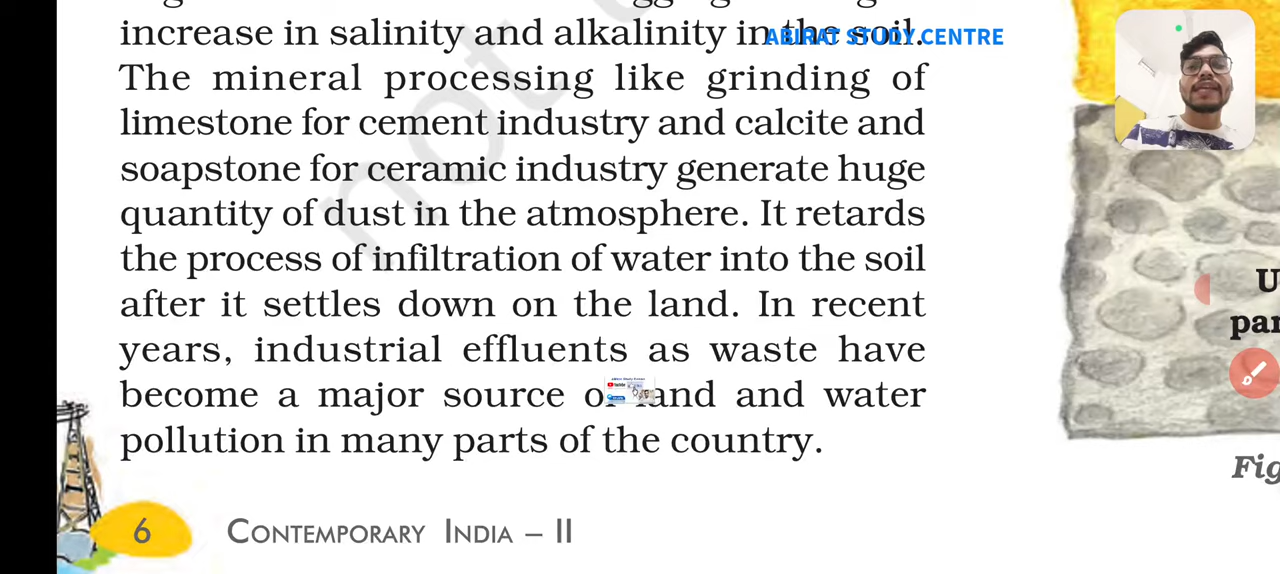 increase in salinity and alkalinity in the soil.
ABIRAT STUDY CENTRE
The mineral processing like grinding of
limestone for cement industry and calcite and
soapstone for ceramic industry generate huge
quantity of dust in the atmosphere. It retards
the process of infiltration of water into the soil
after it settles down on the land. In recent
years, industrial effluents as waste have
become a major source of land and water
pollution in many parts of the country.
not
Fig
6 CONTEMPORARY INDIA – II